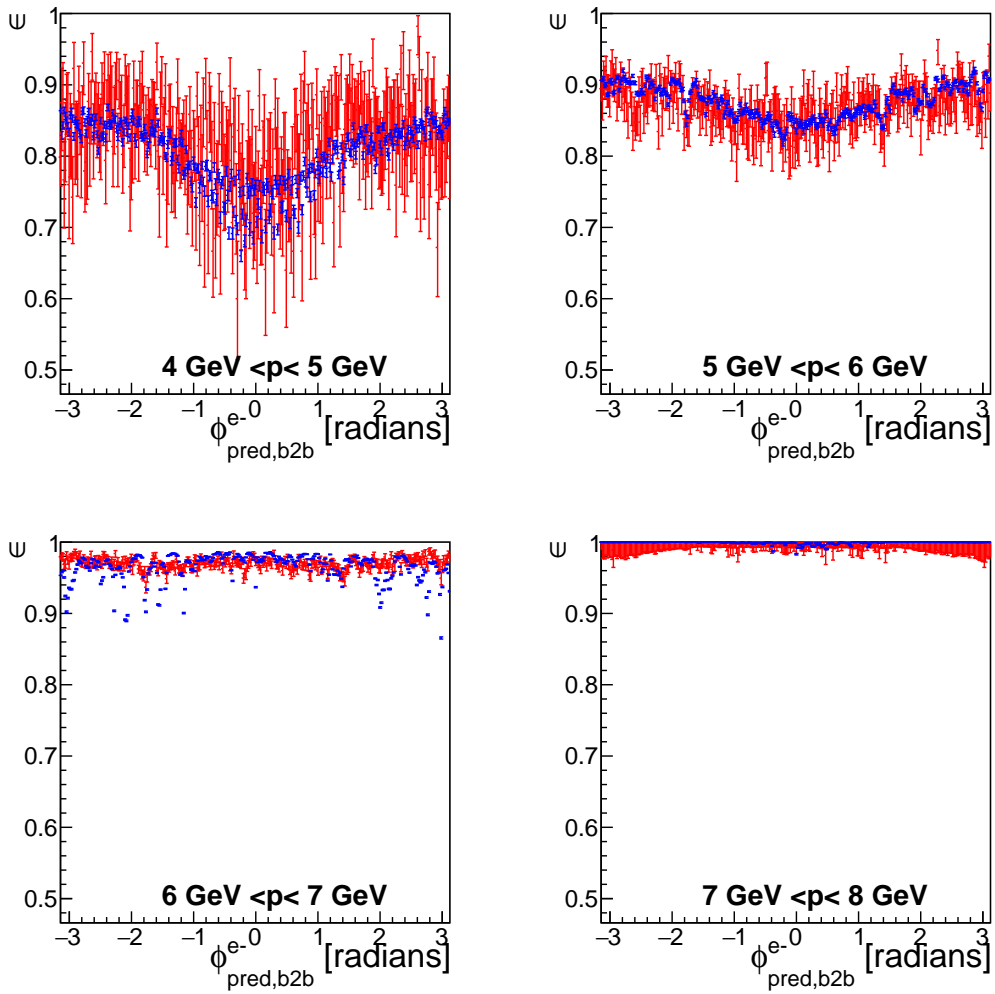 ∈
1
0.9
0.8
0.7
0.6
0.5
4 GeV <p< 5 GeV
−3 −2 −1 0 1 2 3
ϕ^{e-}_{pred,b2b} [radians]
∈
1
0.9
0.8
0.7
0.6
0.5
5 GeV <p< 6 GeV
−3 −2 −1 0 1 2 3
ϕ^{e-}_{pred,b2b} [radians]
∈
1
0.9
0.8
0.7
0.6
0.5
6 GeV <p< 7 GeV
−3 −2 −1 0 1 2 3
ϕ^{e-}_{pred,b2b} [radians]
∈
1
0.9
0.8
0.7
0.6
0.5
7 GeV <p< 8 GeV
−3 −2 −1 0 1 2 3
ϕ^{e-}_{pred,b2b} [radians]